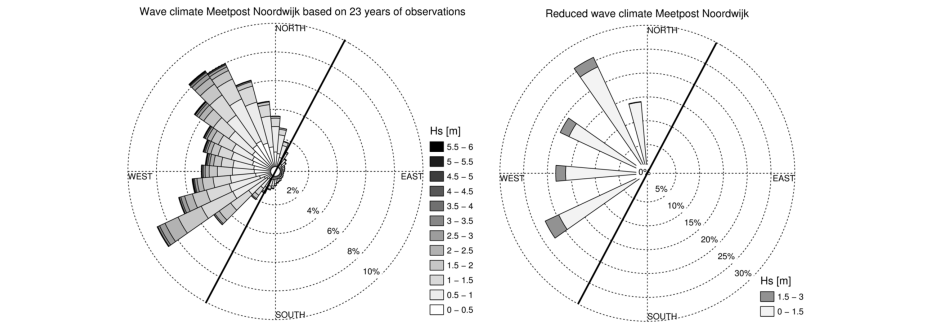 Wave climate Meetpost Noordwijk based on 23 years of observations
NORTH
WEST
EAST
SOUTH
2%
4%
6%
8%
10%
Hs [m]
5.5 – 6
5 – 5.5
4.5 – 5
4 – 4.5
3.5 – 4
3 – 3.5
2.5 – 3
2 – 2.5
1.5 – 2
1 – 1.5
0.5 – 1
0 – 0.5
Reduced wave climate Meetpost Noordwijk
NORTH
WEST
EAST
SOUTH
0%
5%
10%
15%
20%
25%
30%
Hs [m]
1.5 – 3
0 – 1.5